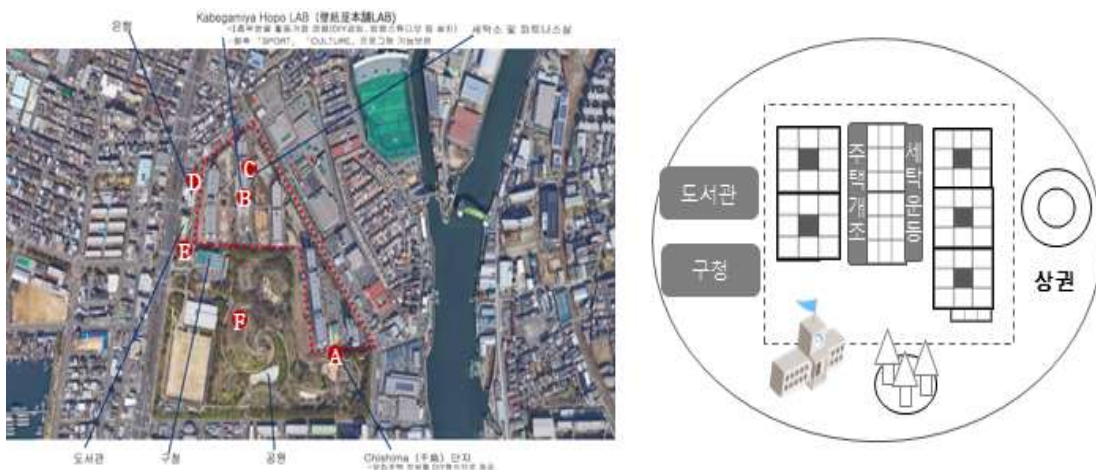 은행
Kabegamiya Hopo LAB (壁紙屋本舗LAB)
세탁소 및 피트니스실
D
C
B
E
F
A
도서관
구청
공원
Chishima (千島) 단지
주택개조
세탁운동
도서관
구청
상권